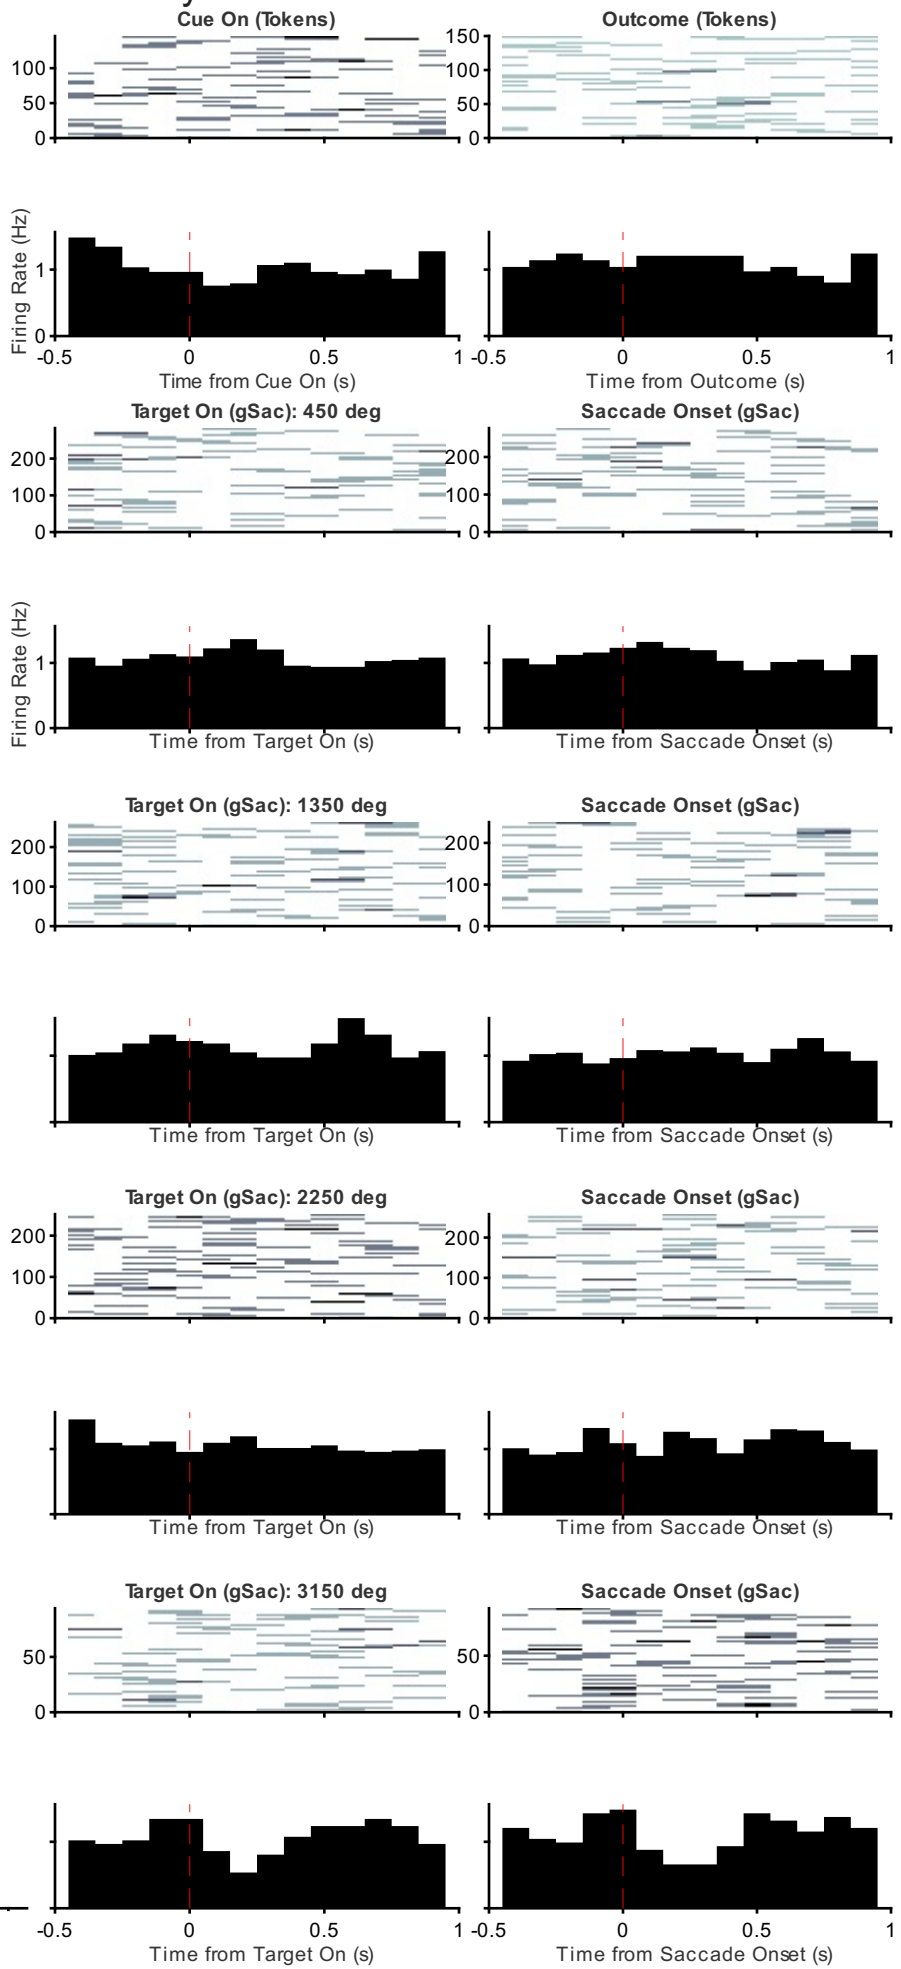 y
Cue On (Tokens) Outcome (Tokens)
150
100 100
50 50
0 0
Firing Rate (Hz)
1
0
-0.5 0 0.5 1 -0.5 0 0.5 1
Time from Cue On (s) Time from Outcome (s)
Target On (gSac): 450 deg Saccade Onset (gSac)
200 200
100 100
0 0
Firing Rate (Hz)
1
0
Time from Target On (s) Time from Saccade Onset (s)
Target On (gSac): 1350 deg Saccade Onset (gSac)
200 200
100 100
0 0
Time from Target On (s) Time from Saccade Onset (s)
Target On (gSac): 2250 deg Saccade Onset (gSac)
200 200
100 100
0 0
Time from Target On (s) Time from Saccade Onset (s)
Target On (gSac): 3150 deg Saccade Onset (gSac)
50 50
0 0
-0.5 0 0.5 1 -0.5 0 0.5 1
Time from Target On (s) Time from Saccade Onset (s)